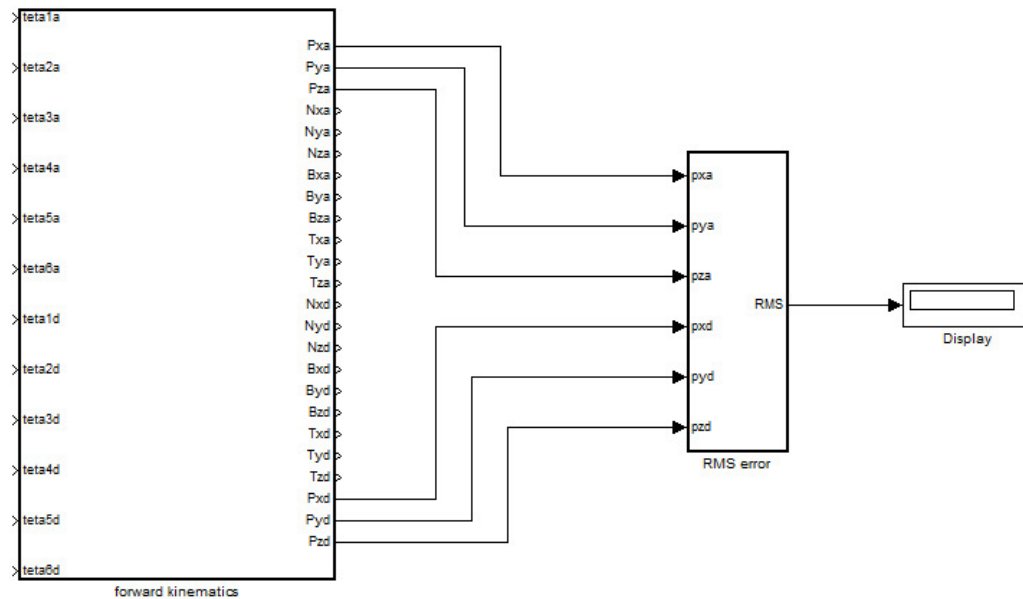 teta1a
teta2a
teta3a
teta4a
teta5a
teta6a
teta1d
teta2d
teta3d
teta4d
teta5d
teta6d
Pxa
Pya
Pza
Nxa
Nya
Nza
Bxa
Bya
Bza
Txa
Tya
Tza
Nxd
Nyd
Nzd
Bxd
Byd
Bzd
Txd
Tyd
Tzd
Pxd
Pyd
Pzd
forward kinematics
pxa
pya
pza
pxd
pyd
pzd
RMS
RMS error
Display